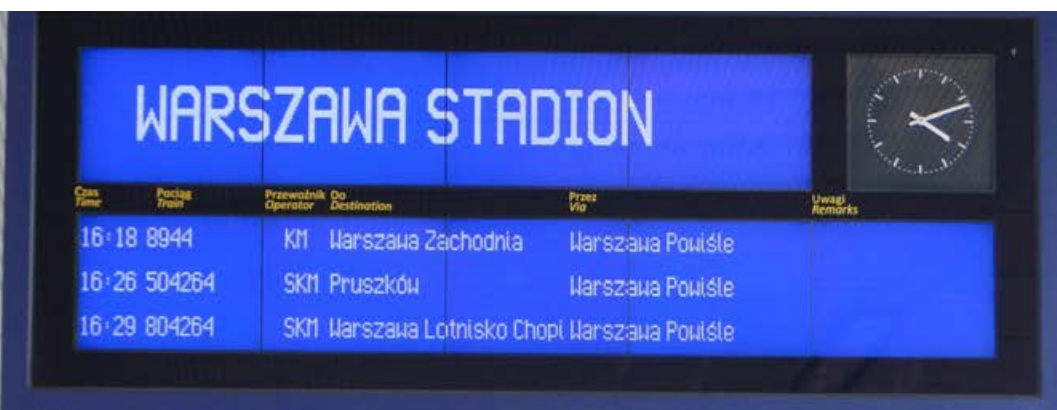 WARSZAWA STADION
Czas Pociąg Przewoźnik Do Przez Uwagi
Time Train Operator Destination Via Remarks
16:18 8944 KM Warszawa Zachodnia Warszawa Powiśle
16:26 504264 SKM Pruszków Warszawa Powiśle
16:29 804264 SKM Warszawa Lotnisko Chopi Warszawa Powiśle